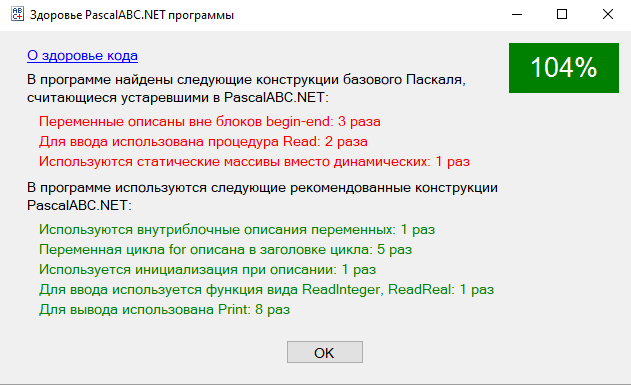 Здоровье PascalABC.NET программы
О здоровье кода
104%
В программе найдены следующие конструкции базового Паскаля,
считающиеся устаревшими в PascalABC.NET:
Переменные описаны вне блоков begin-end: 3 раза
Для ввода использована процедура Read: 2 раза
Используются статические массивы вместо динамических: 1 раз
В программе используются следующие рекомендованные конструкции
PascalABC.NET:
Используются внутриблочные описания переменных: 1 раз
Переменная цикла for описана в заголовке цикла: 5 раз
Используется инициализация при описании: 1 раз
Для ввода используется функция вида ReadInteger, ReadReal: 1 раз
Для вывода использована Print: 8 раз
OK